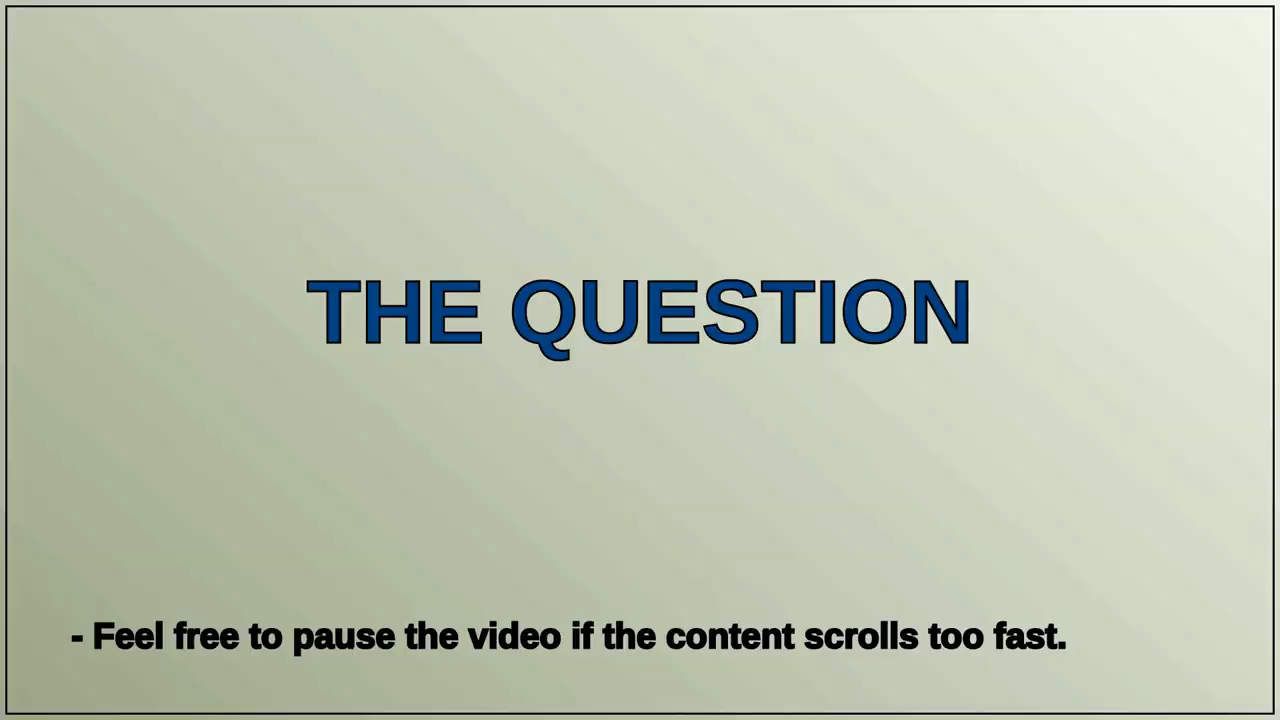 THE QUESTION
- Feel free to pause the video if the content scrolls too fast.